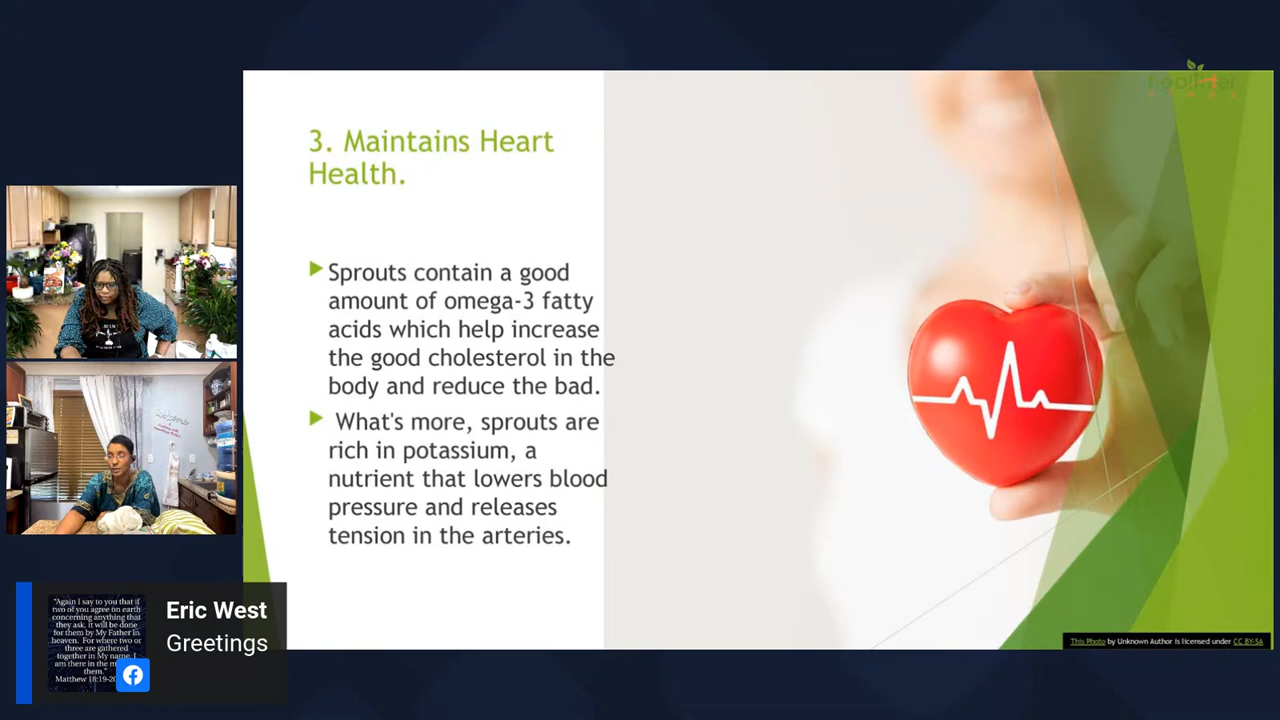 3. Maintains Heart
Health.
Sprouts contain a good
amount of omega-3 fatty
acids which help increase
the good cholesterol in the
body and reduce the bad.
What's more, sprouts are
rich in potassium, a
nutrient that lowers blood
pressure and releases
tension in the arteries.
"Again I say to you that if
two of you agree on earth
concerning anything that
they ask, it will be done
for them by My Father in
heaven. For where two or
three are gathered
together in My name, I
am there in the
them."
Matthew 18:19-20
Eric West
Greetings
This Photo by Unknown Author is licensed under CC BY-SA